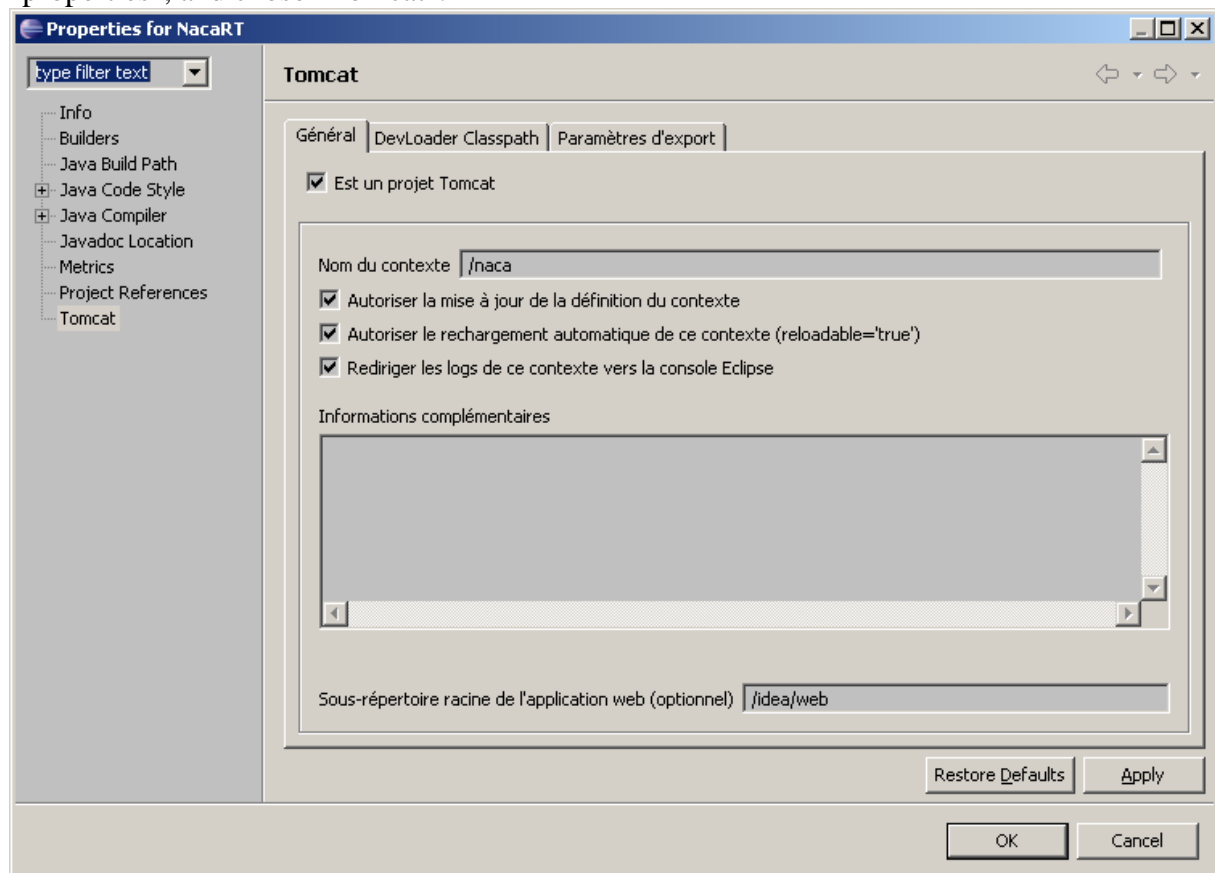 Properties for NacaRT
type filter text
Info
Builders
Java Build Path
Java Code Style
Java Compiler
Javadoc Location
Metrics
Project References
Tomcat
Tomcat
Général
DevLoader Classpath
Paramètres d'export
Est un projet Tomcat
Nom du contexte /naca
Autoriser la mise à jour de la définition du contexte
Autoriser le rechargement automatique de ce contexte (reloadable='true')
Rediriger les logs de ce contexte vers la console Eclipse
Informations complémentaires
Sous-répertoire racine de l'application web (optionnel) /idea/web
Restore Defaults
Apply
OK
Cancel